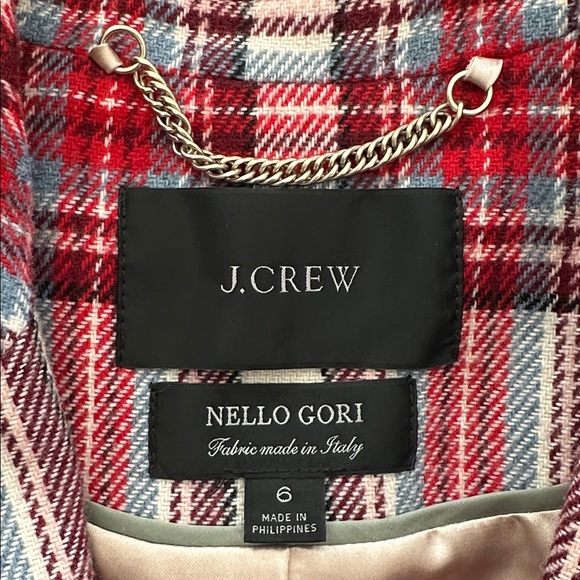 J.CREW
NELLO GORI
Fabric made in Italy
6
MADE IN
PHILIPPINES